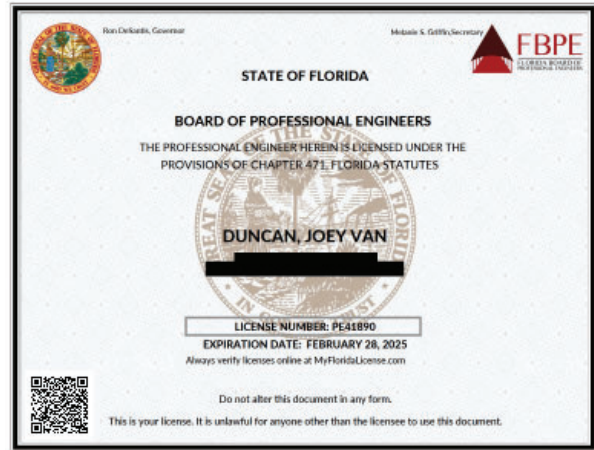 Ron DeSantis, Governor
Melanie S. Griffin, Secretary
FBPE
FLORIDA BOARD OF
PROFESSIONAL ENGINEERS
STATE OF FLORIDA
BOARD OF PROFESSIONAL ENGINEERS
THE PROFESSIONAL ENGINEER HEREIN IS LICENSED UNDER THE
PROVISIONS OF CHAPTER 471, FLORIDA STATUTES
DUNCAN, JOEY VAN
LICENSE NUMBER: PE41890
EXPIRATION DATE: FEBRUARY 28, 2025
Always verify licenses online at MyFloridaLicense.com
Do not alter this document in any form.
This is your license. It is unlawful for anyone other than the licensee to use this document.